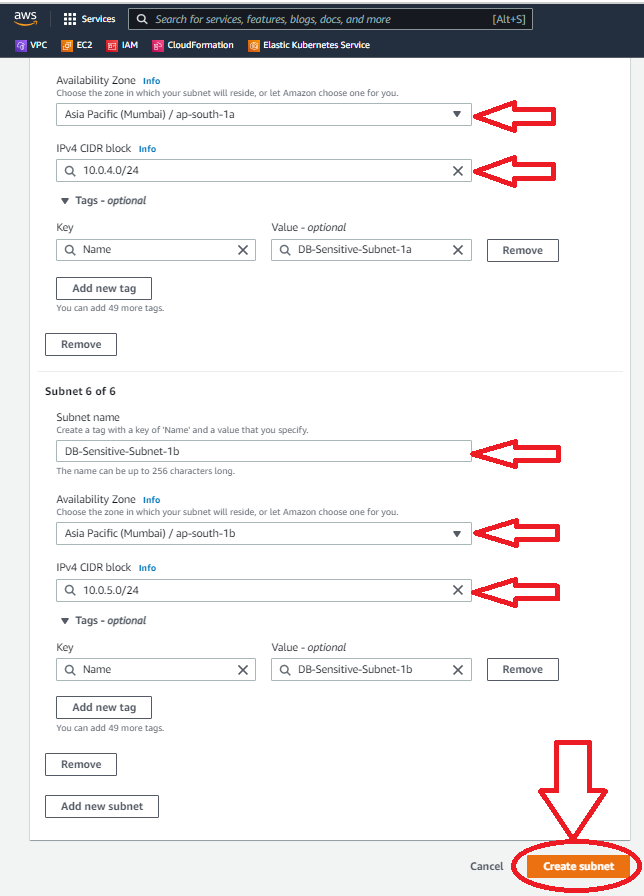 aws
Services
Search for services, features, blogs, docs, and more
[Alt+S]
VPC
EC2
IAM
CloudFormation
Elastic Kubernetes Service
Availability Zone Info
Choose the zone in which your subnet will reside, or let Amazon choose one for you.
Asia Pacific (Mumbai) / ap-south-1a
IPv4 CIDR block Info
10.0.4.0/24
Tags - optional
Key
Value - optional
Name
DB-Sensitive-Subnet-1a
Remove
Add new tag
You can add 49 more tags.
Remove
Subnet 6 of 6
Subnet name
Create a tag with a key of 'Name' and a value that you specify.
DB-Sensitive-Subnet-1b
The name can be up to 256 characters long.
Availability Zone Info
Choose the zone in which your subnet will reside, or let Amazon choose one for you.
Asia Pacific (Mumbai) / ap-south-1b
IPv4 CIDR block Info
10.0.5.0/24
Tags - optional
Key
Value - optional
Name
DB-Sensitive-Subnet-1b
Remove
Add new tag
You can add 49 more tags.
Remove
Add new subnet
Cancel
Create subnet